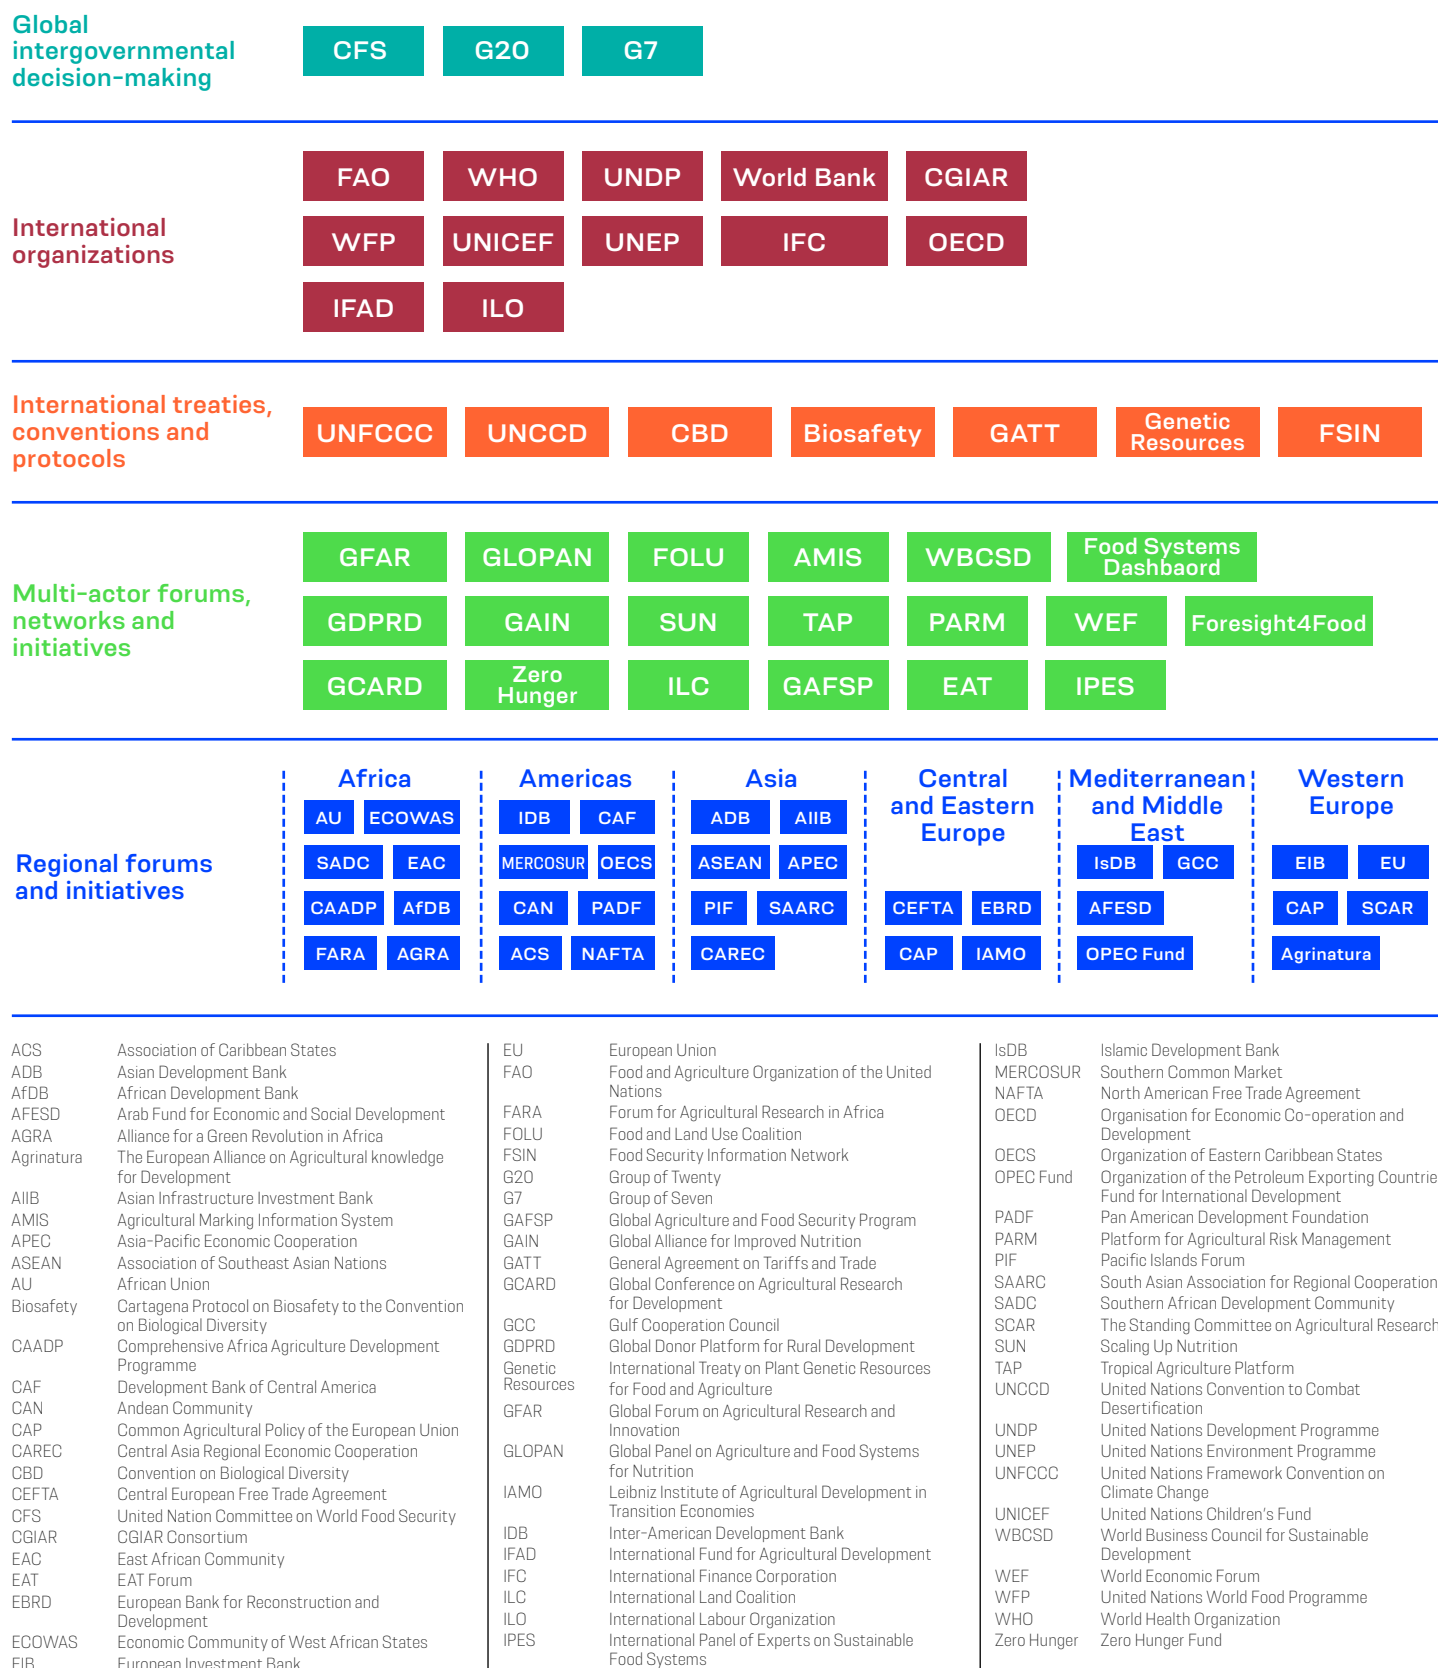 Global
intergovernmental
decision-making
CFS G20 G7
International
organizations
FAO WHO UNDP World Bank CGIAR
WFP UNICEF UNEP IFC OECD
IFAD ILO
International treaties,
conventions and
protocols
UNFCCC UNCCD CBD Biosafety GATT Genetic Resources FSIN
Multi-actor forums,
networks and
initiatives
GFAR GLOPAN FOLU AMIS WBCSD Food Systems Dashbaord
GDPRD GAIN SUN TAP PARM WEF Foresight4Food
GCARD Zero Hunger ILC GAFSP EAT IPES
Regional forums
and initiatives
Africa
AU ECOWAS
SADC EAC
CAADP AfDB
FARA AGRA
Americas
IDB CAF
MERCOSUR OECS
CAN PADF
ACS NAFTA
Asia
ADB AIIB
ASEAN APEC
PIF SAARC
CAREC
Central
and Eastern
Europe
CEFTA EBRD
CAP IAMO
Mediterranean
and Middle
East
IsDB GCC
AFESD
OPEC Fund
Western
Europe
EIB EU
CAP SCAR
Agrinatura
ACS Association of Caribbean States
ADB Asian Development Bank
AfDB African Development Bank
AFESD Arab Fund for Economic and Social Development
AGRA Alliance for a Green Revolution in Africa
Agrinatura The European Alliance on Agricultural knowledge
for Development
AIIB Asian Infrastructure Investment Bank
AMIS Agricultural Marking Information System
APEC Asia-Pacific Economic Cooperation
ASEAN Association of Southeast Asian Nations
AU African Union
Biosafety Cartagena Protocol on Biosafety to the Convention
on Biological Diversity
CAADP Comprehensive Africa Agriculture Development
Programme
CAF Development Bank of Central America
CAN Andean Community
CAP Common Agricultural Policy of the European Union
CAREC Central Asia Regional Economic Cooperation
CBD Convention on Biological Diversity
CEFTA Central European Free Trade Agreement
CFS United Nation Committee on World Food Security
CGIAR CGIAR Consortium
EAC East African Community
EAT EAT Forum
EBRD European Bank for Reconstruction and
Development
ECOWAS Economic Community of West African States
EIB European Investment Bank
EU European Union
FAO Food and Agriculture Organization of the United
Nations
FARA Forum for Agricultural Research in Africa
FOLU Food and Land Use Coalition
FSIN Food Security Information Network
G20 Group of Twenty
G7 Group of Seven
GAFSP Global Agriculture and Food Security Program
GAIN Global Alliance for Improved Nutrition
GATT General Agreement on Tariffs and Trade
GCARD Global Conference on Agricultural Research
for Development
GCC Gulf Cooperation Council
GDPRD Global Donor Platform for Rural Development
Genetic International Treaty on Plant Genetic Resources
Resources for Food and Agriculture
GFAR Global Forum on Agricultural Research and
Innovation
GLOPAN Global Panel on Agriculture and Food Systems
for Nutrition
IAMO Leibniz Institute of Agricultural Development in
Transition Economies
IDB Inter-American Development Bank
IFAD International Fund for Agricultural Development
IFC International Finance Corporation
ILC International Land Coalition
ILO International Labour Organization
IPES International Panel of Experts on Sustainable
Food Systems
IsDB Islamic Development Bank
MERCOSUR Southern Common Market
NAFTA North American Free Trade Agreement
OECD Organisation for Economic Co-operation and
Development
OECS Organization of Eastern Caribbean States
OPEC Fund Organization of the Petroleum Exporting Countrie
Fund for International Development
PADF Pan American Development Foundation
PARM Platform for Agricultural Risk Management
PIF Pacific Islands Forum
SAARC South Asian Association for Regional Cooperation
SADC Southern African Development Community
SCAR The Standing Committee on Agricultural Research
SUN Scaling Up Nutrition
TAP Tropical Agriculture Platform
UNCCD United Nations Convention to Combat
Desertification
UNDP United Nations Development Programme
UNEP United Nations Environment Programme
UNFCCC United Nations Framework Convention on
Climate Change
UNICEF United Nations Children's Fund
WBCSD World Business Council for Sustainable
Development
WEF World Economic Forum
WFP United Nations World Food Programme
WHO World Health Organization
Zero Hunger Zero Hunger Fund